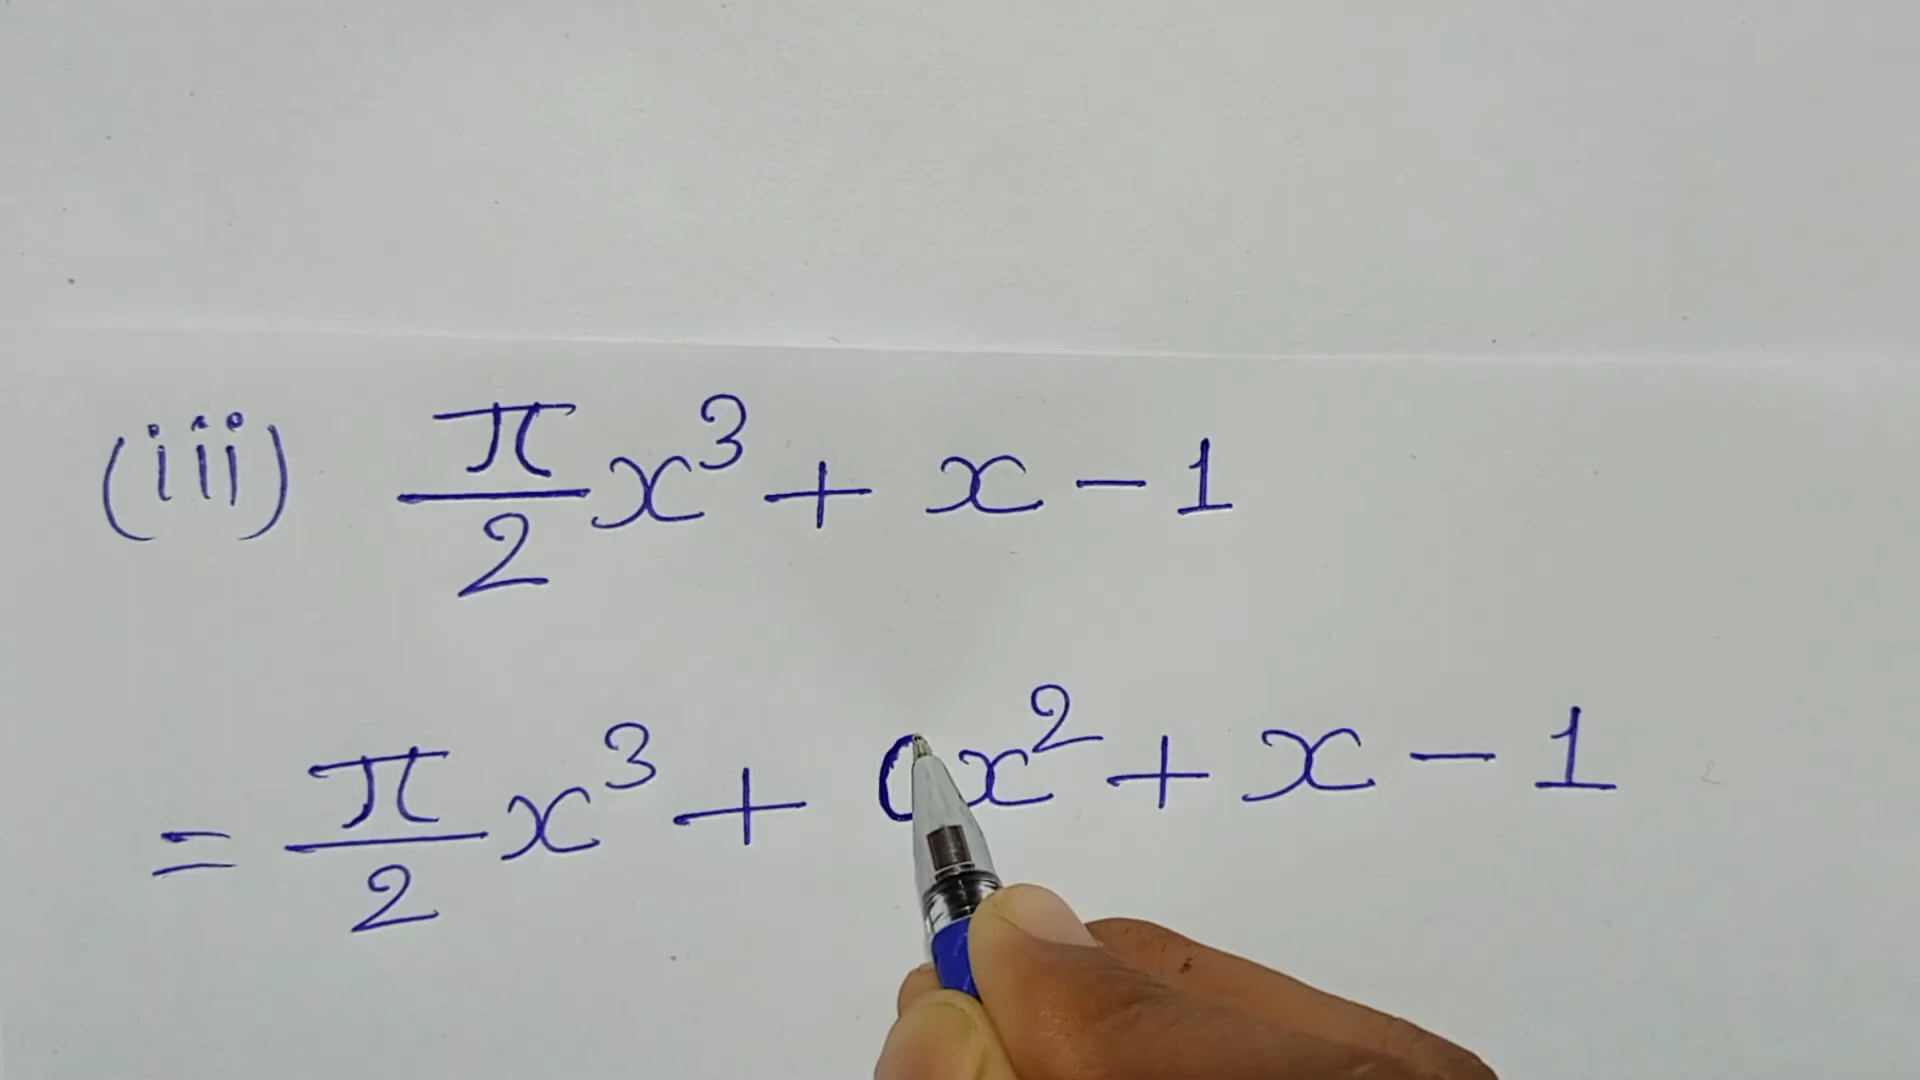 (iii) π/2 x³ + x - 1
= π/2 x³ + 0x² + x - 1